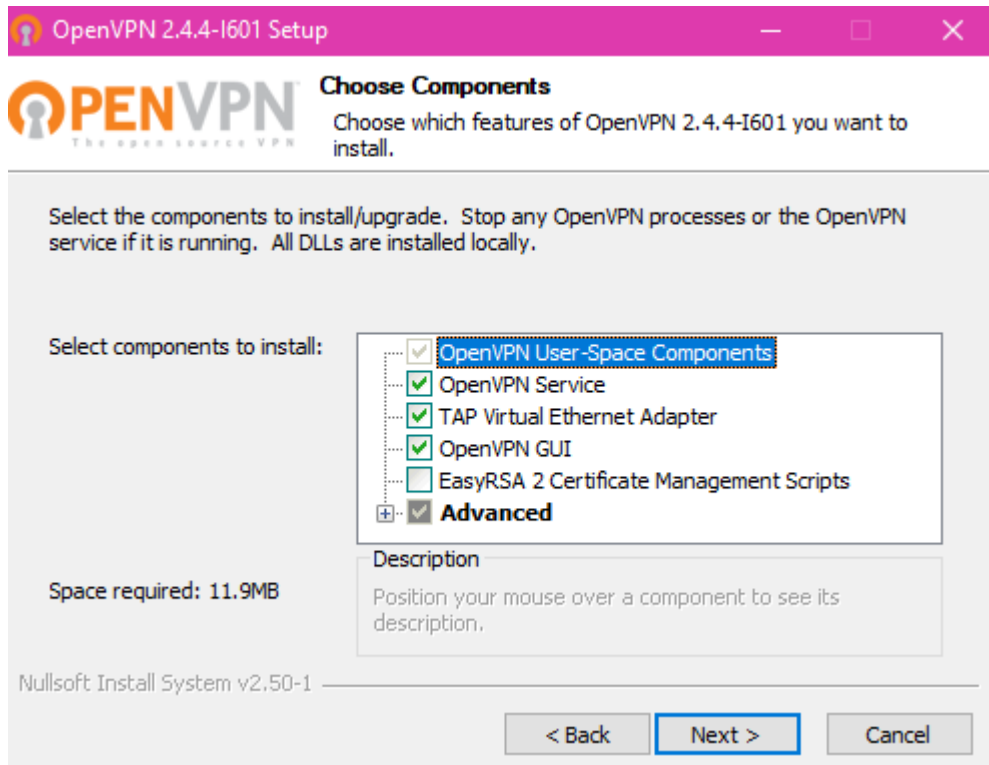 OpenVPN 2.4.4-I601 Setup
OPENVPN
The open source VPN
Choose Components
Choose which features of OpenVPN 2.4.4-I601 you want to
install.
Select the components to install/upgrade.  Stop any OpenVPN processes or the OpenVPN
service if it is running.  All DLLs are installed locally.
Select components to install:
OpenVPN User-Space Components
OpenVPN Service
TAP Virtual Ethernet Adapter
OpenVPN GUI
EasyRSA 2 Certificate Management Scripts
Advanced
Space required: 11.9MB
Description
Position your mouse over a component to see its
description.
Nullsoft Install System v2.50-1
< Back
Next >
Cancel